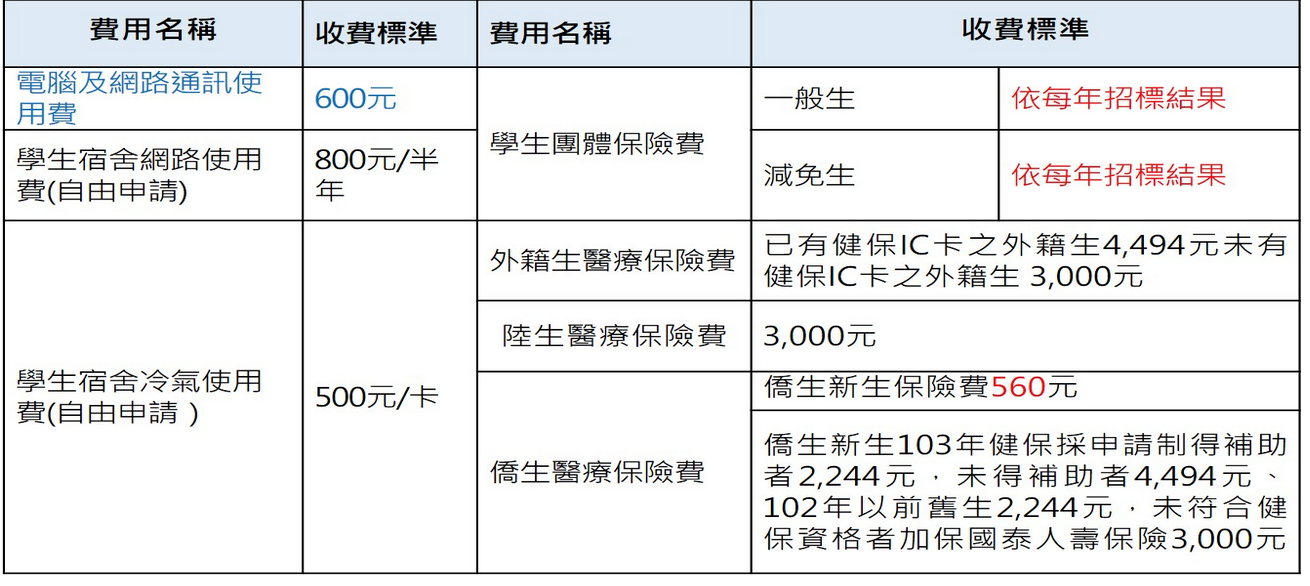 費用名稱
收費標準
費用名稱
收費標準
電腦及網路通訊使
用費
600元
學生團體保險費
一般生
依每年招標結果
學生宿舍網路使用
費(自由申請)
800元/半
年
減免生
依每年招標結果
學生宿舍冷氣使用
費(自由申請 )
500元/卡
外籍生醫療保險費
已有健保IC卡之外籍生4,494元未有
健保IC卡之外籍生 3,000元
陸生醫療保險費
3,000元
僑生醫療保險費
僑生新生保險費560元
僑生新生103年健保採申請制得補助
者2,244元，未得補助者4,494元、
102年以前舊生2,244元，未符合健
保資格者加保國泰人壽保險3,000元